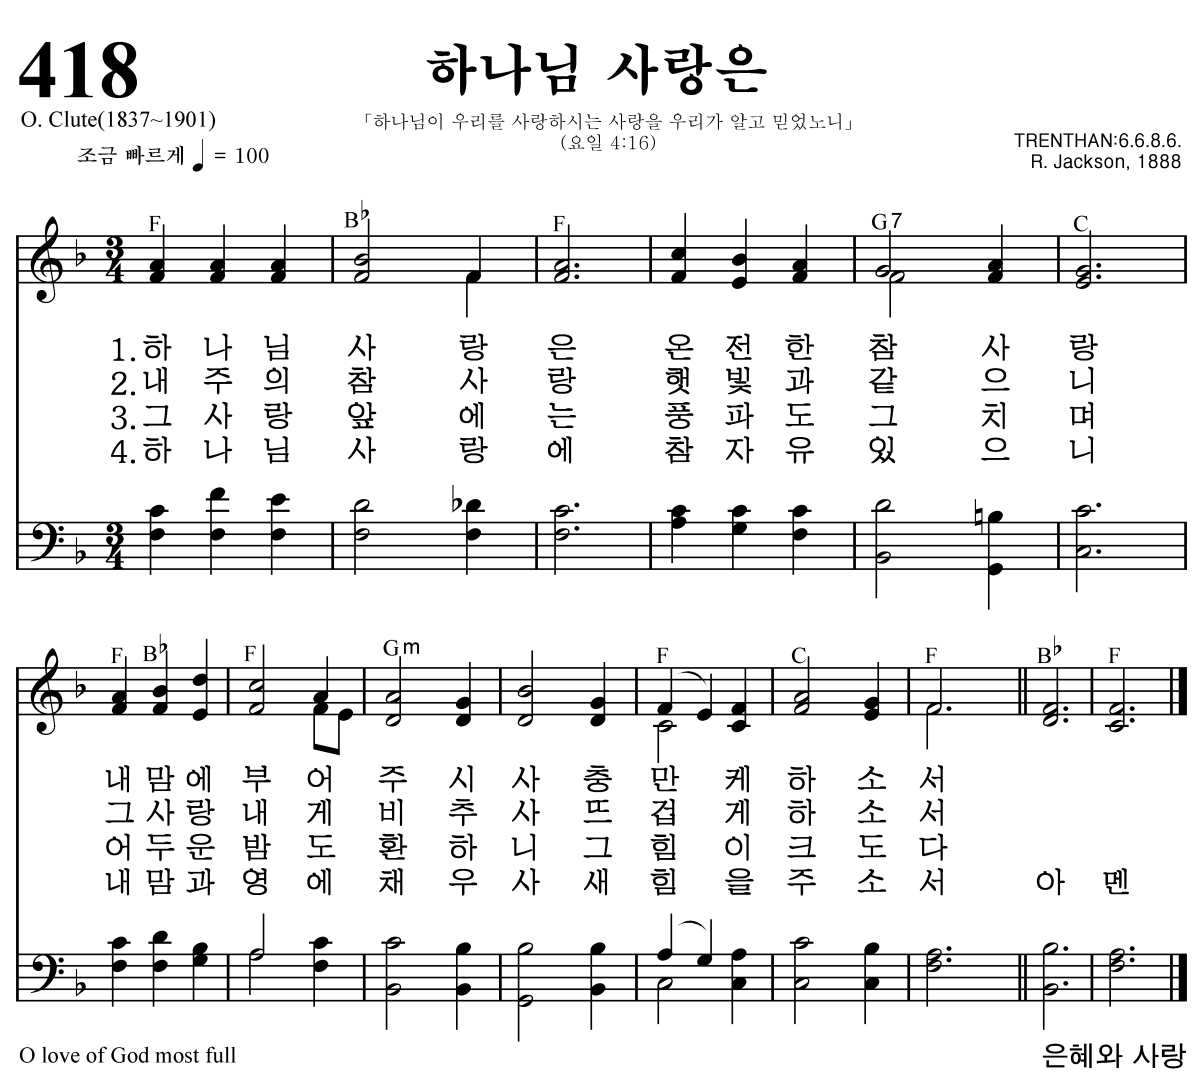 418
하나님 사랑은
O. Clute(1837~1901)
「하나님이 우리를 사랑하시는 사랑을 우리가 알고 믿었노니」
(요일 4:16)
조금 빠르게 ♩ = 100
TRENTHAN:6.6.8.6.
R. Jackson, 1888
F B♭ F G7 C
3/4
1.하 나 님 사 랑 은 온 전 한 참 사 랑
2.내 주 의 참 사 랑 햇 빛 과 같 으 니
3.그 사 랑 앞 에 는 풍 파 도 그 치 며
4.하 나 님 사 랑 에 참 자 유 있 으 니
3/4
F B♭ F Gm F C F B♭ F
내 맘 에 부 어 주 시 사 충 만 케 하 소 서
그 사 랑 내 게 비 추 사 뜨 겁 게 하 소 서
어 두 운 밤 도 환 하 니 그 힘 이 크 도 다
내 맘 과 영 에 채 우 사 새 힘 을 주 소 서 아 멘
O love of God most full
은혜와 사랑